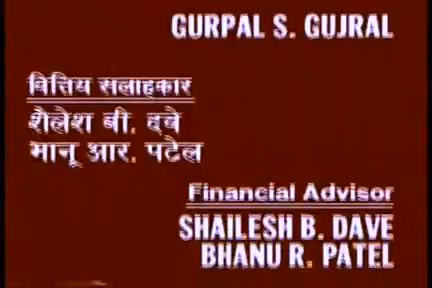 GURPAL S. GUJRAL
वित्तिय सलाहकार
शैलेश बी. दवे
भानू आर. पटेल
Financial Advisor
SHAILESH B. DAVE
BHANU R. PATEL